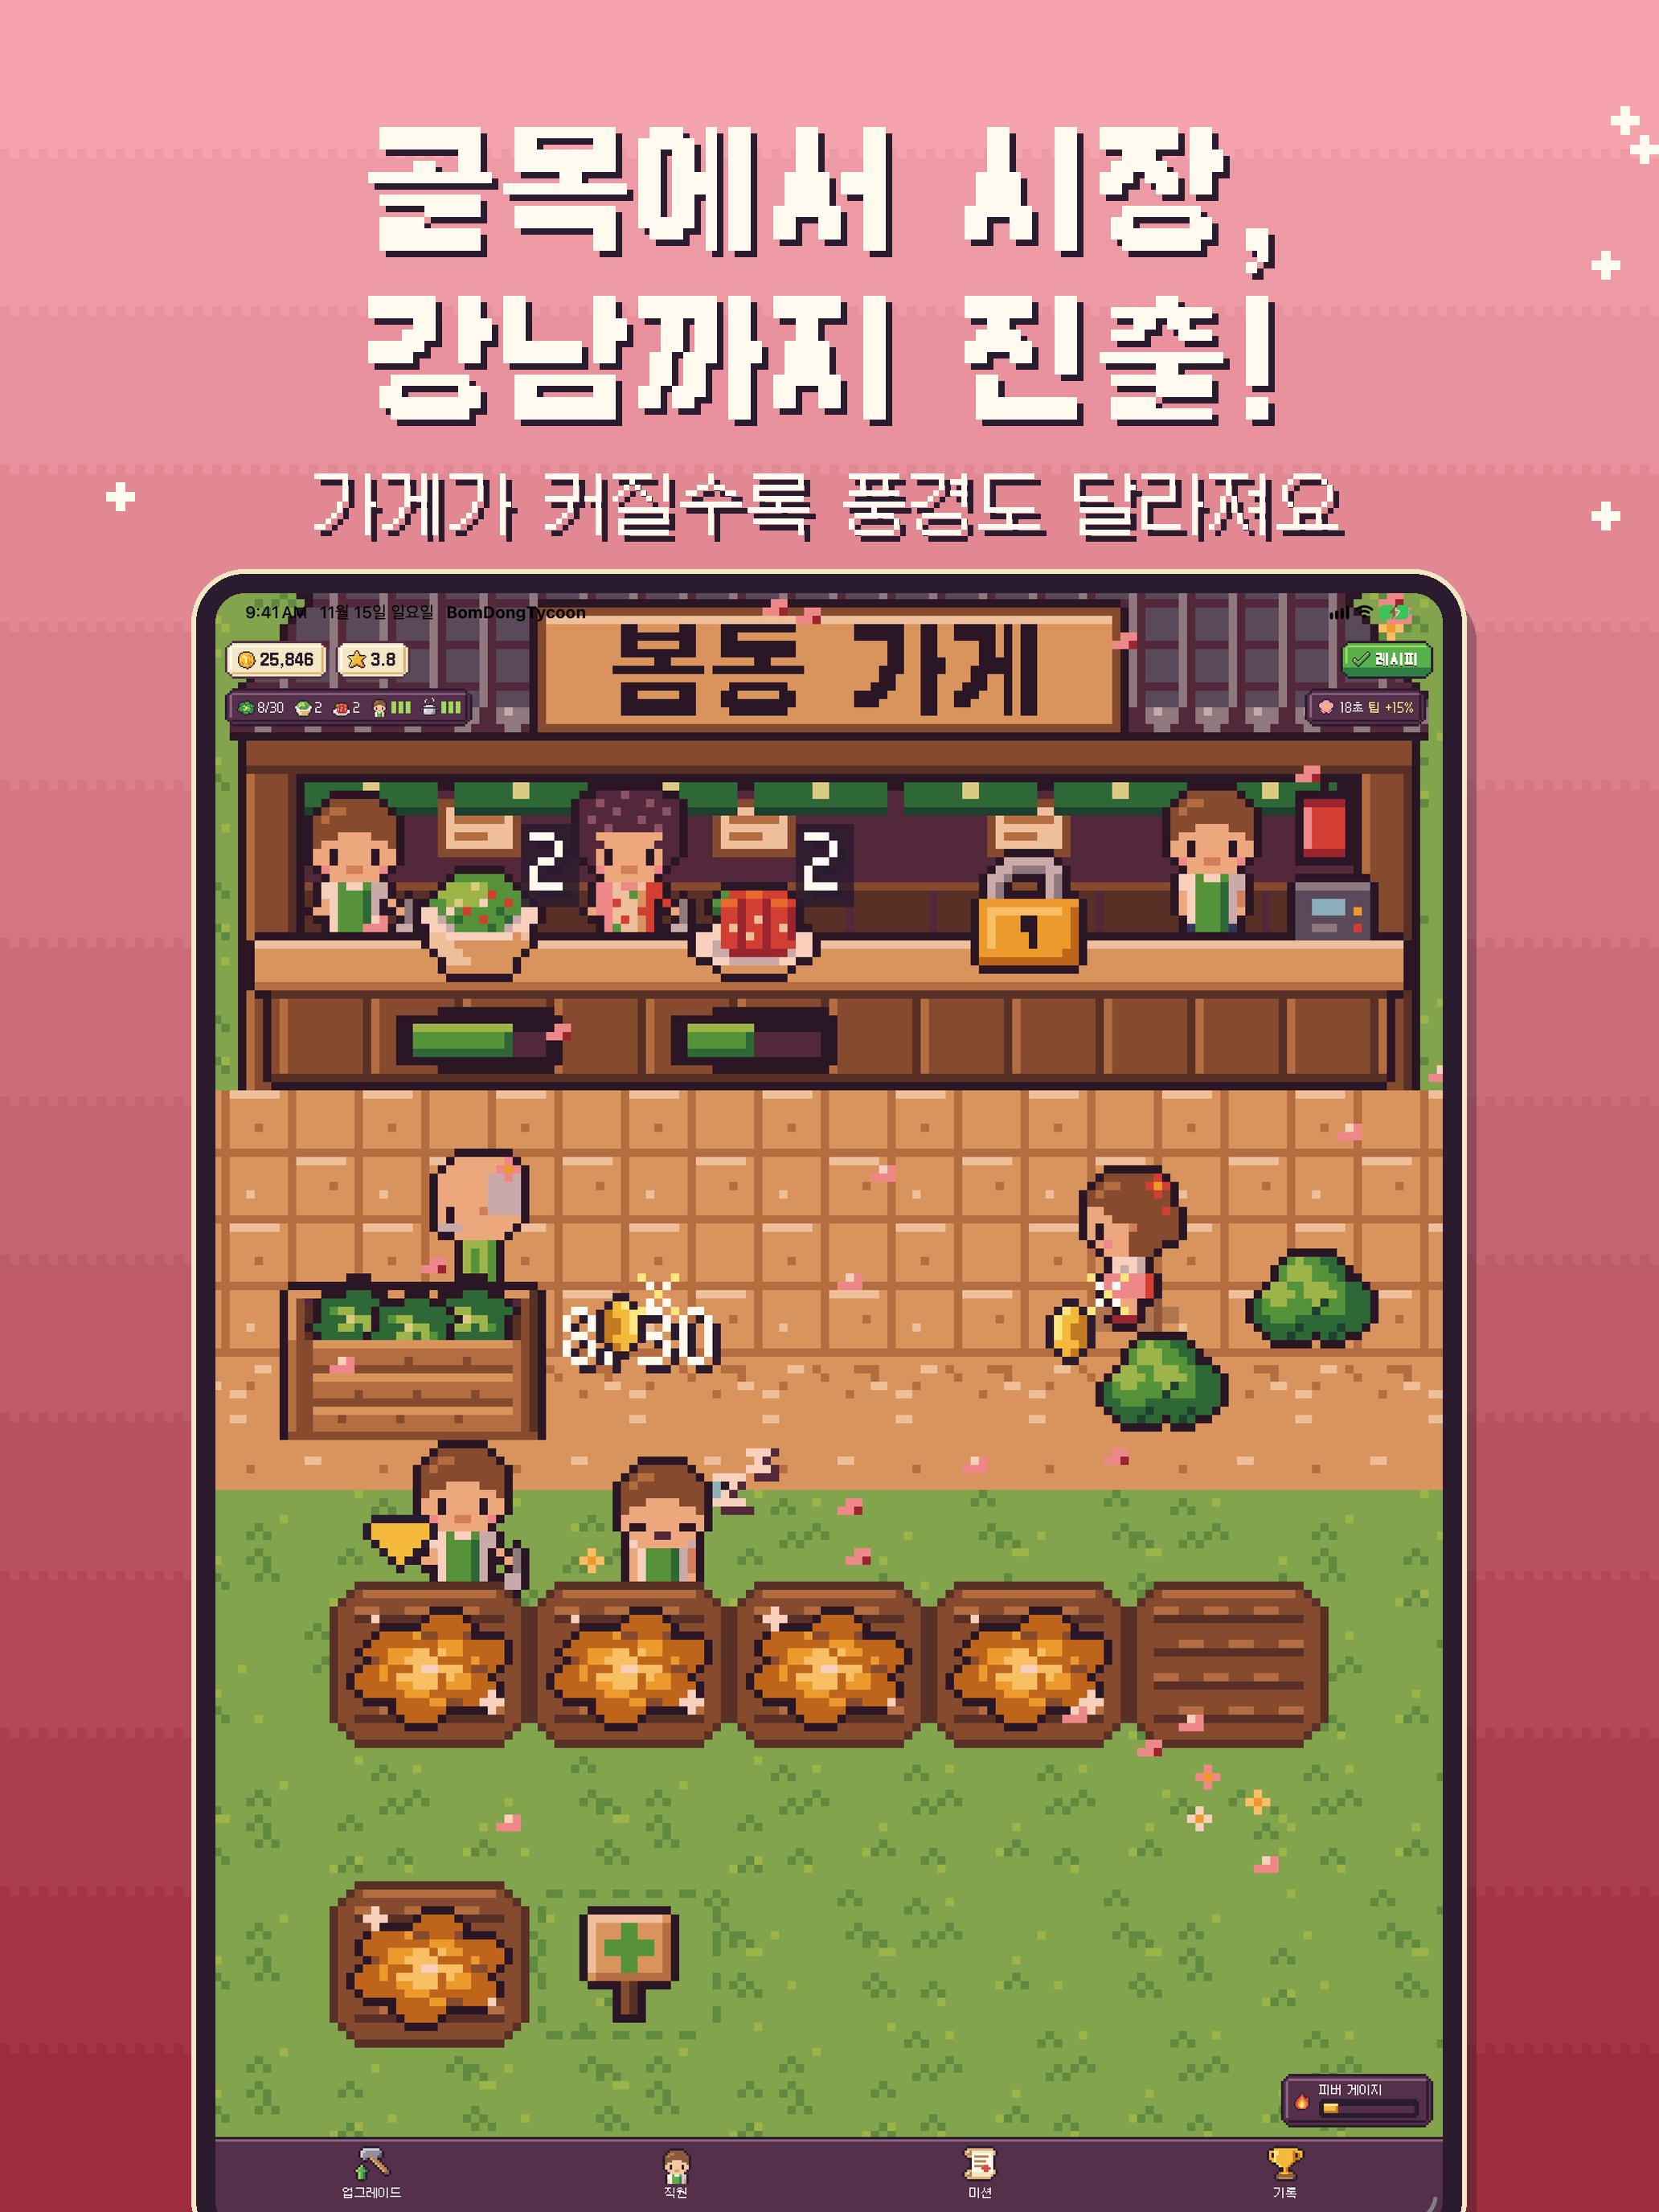 골목에서 시장,
강남까지 진출!
가게가 커질수록 풍경도 달라져요
9:41 AM 11월 15일 일요일 BomDongTycoon
봄동 가게
25,846 3.8 레시피
8/30 2 2 18초 팁 +15%
2 2
1
8/30
피버 게이지
업그레이드 직원 미션 기록